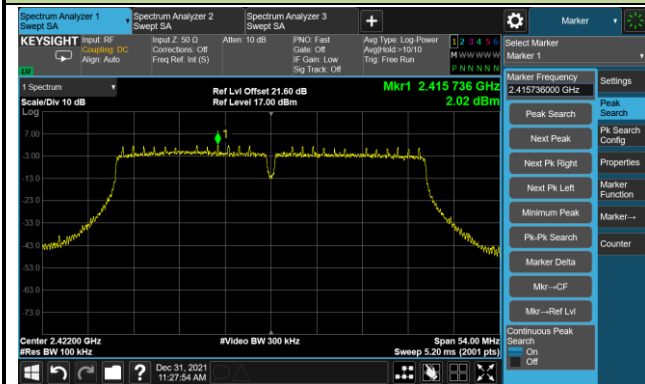 Spectrum Analyzer 1
Swept SA
Spectrum Analyzer 2
Swept SA
Spectrum Analyzer 3
Swept SA
+
Marker
KEYSIGHT
Input: RF
Coupling: DC
Align: Auto
Input Z: 50 Ω
Corrections: Off
Freq Ref: Int (S)
Atten: 10 dB
PNO: Fast
Gate: Off
IF Gain: Low
Sig Track: Off
Avg Type: Log-Power
Avg|Hold:>10/10
Trig: Free Run
1 2 3 4 5 6
M W W W W W
P N N N N N
LXI
Select Marker
Marker 1
1 Spectrum
Scale/Div 10 dB
Log
Ref Lvl Offset 21.60 dB
Ref Level 17.00 dBm
Mkr1 2.415 736 GHz
2.02 dBm
1
7.00
-3.00
-13.0
-23.0
-33.0
-43.0
-53.0
-63.0
-73.0
Center 2.42200 GHz
#Res BW 100 kHz
#Video BW 300 kHz
Span 54.00 MHz
Sweep 5.20 ms (2001 pts)
Marker Frequency
2.415736000 GHz
Peak Search
Next Peak
Next Pk Right
Next Pk Left
Minimum Peak
Pk-Pk Search
Marker Delta
Mkr→CF
Mkr→Ref Lvl
Continuous Peak
Search
On
Off
Settings
Peak
Search
Pk Search
Config
Properties
Marker
Function
Marker→
Counter
?
Dec 31, 2021
11:27:54 AM